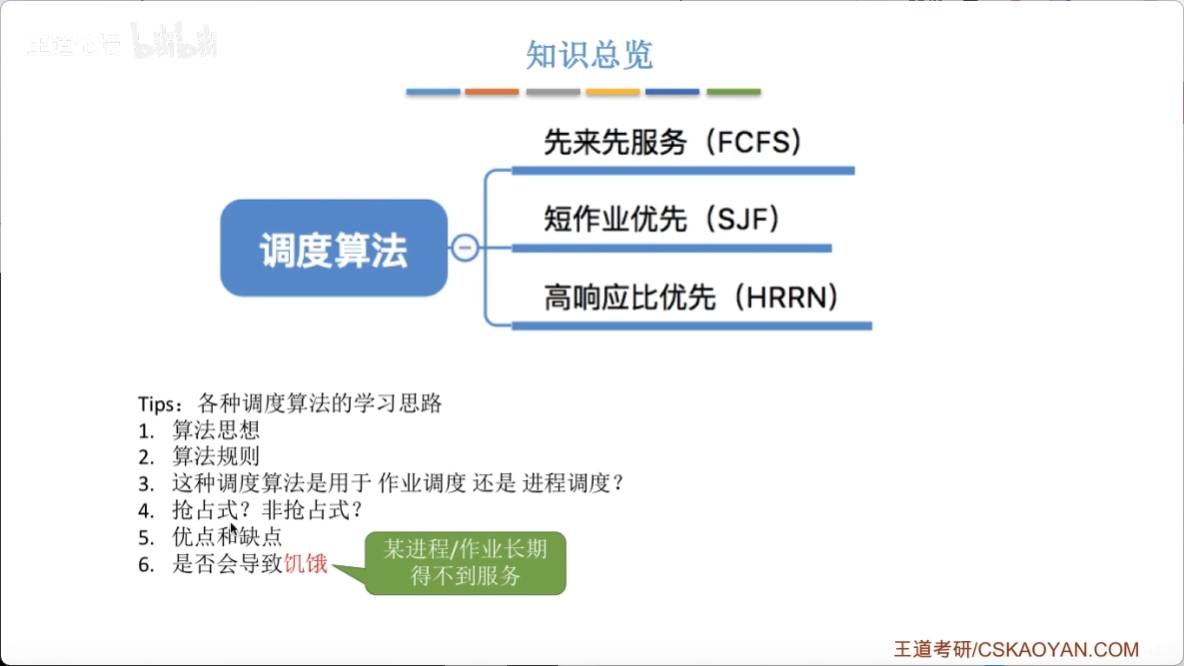 王道论坛 bilibili
知识总览
先来先服务（FCFS）
调度算法
短作业优先（SJF）
高响应比优先（HRRN）
Tips：各种调度算法的学习思路
1. 算法思想
2. 算法规则
3. 这种调度算法是用于 作业调度 还是 进程调度？
4. 抢占式？非抢占式？
5. 优点和缺点
6. 是否会导致饥饿
某进程/作业长期
得不到服务
王道考研/CSKAOYAN.COM